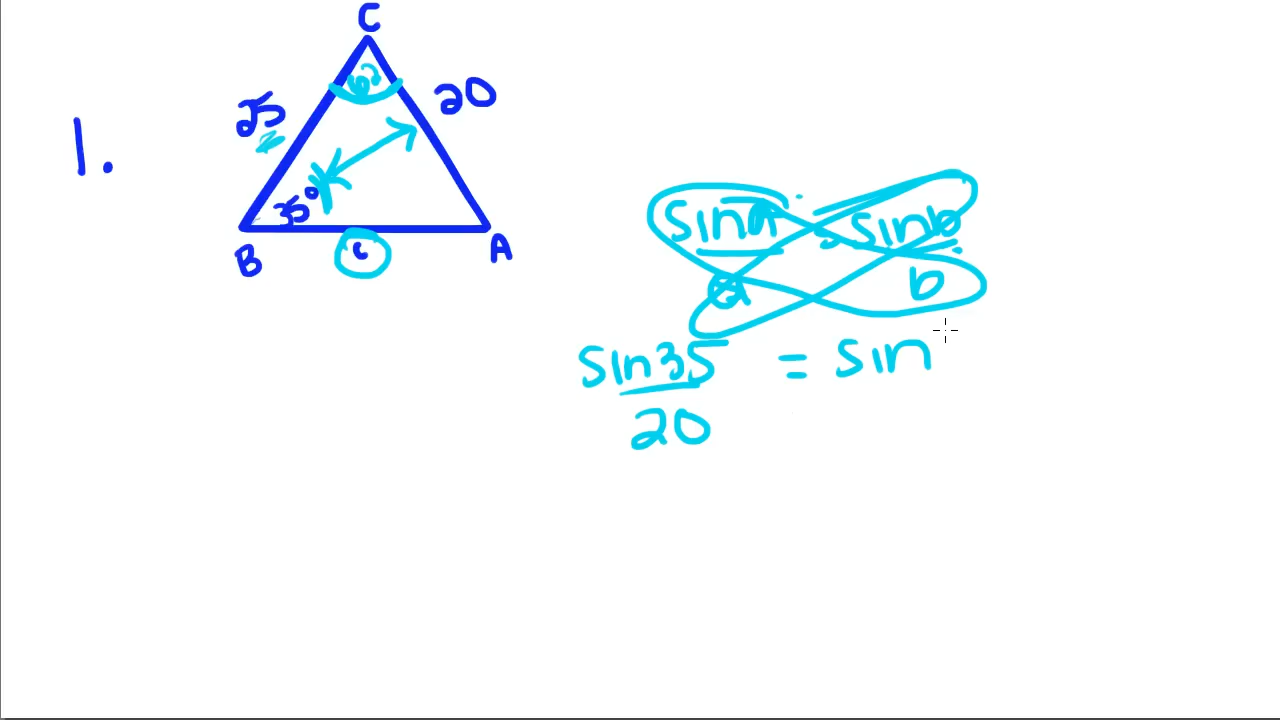 C
25
20
1.
35°
B
c
A
sin a = sin b
a
b
sin 35 = sin
20